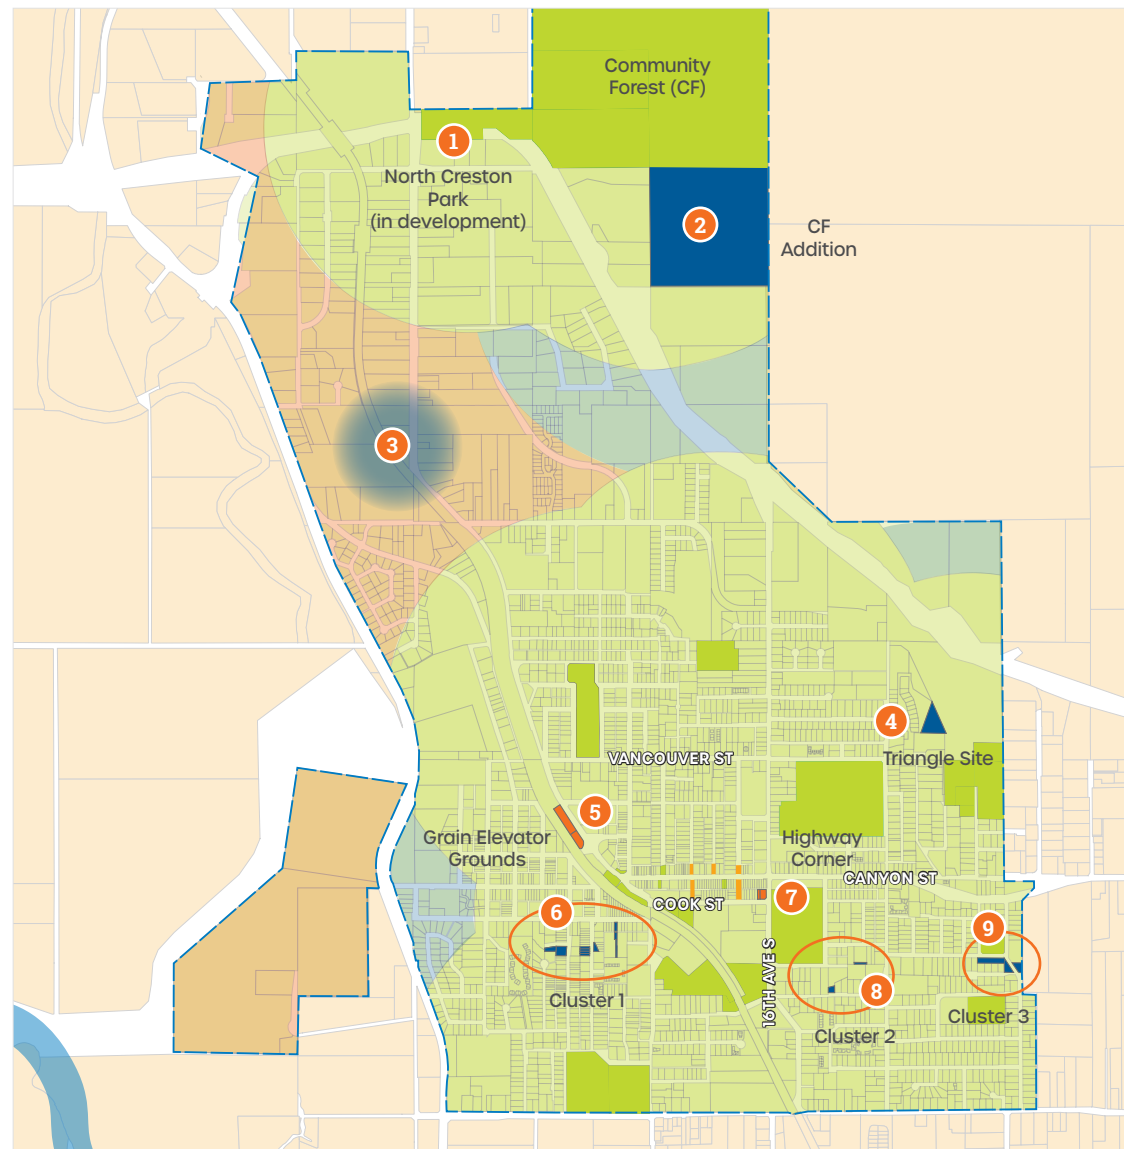 Community
Forest (CF)
1
North Creston
Park
(in development)
2
CF
Addition
3
4
Triangle Site
VANCOUVER ST
5
Grain Elevator
Grounds
Highway
Corner
CANYON ST
7
COOK ST
6
9
16TH AVE S
8
Cluster 1
Cluster 2
Cluster 3